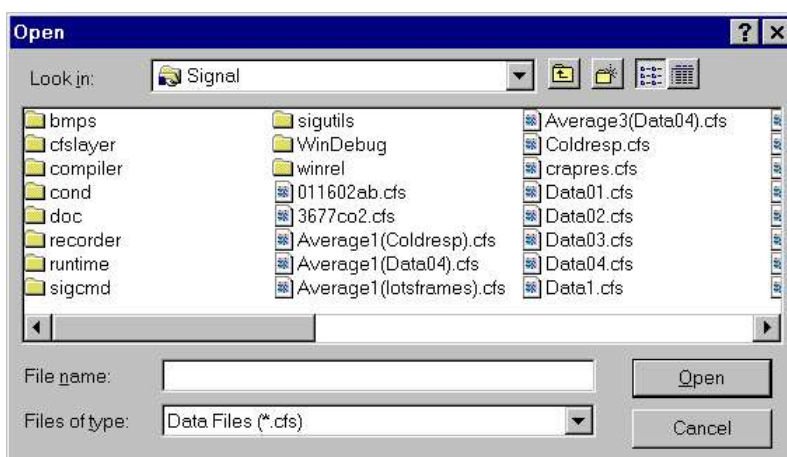 Open
Look in: Signal
bmps
cfslayer
compiler
cond
doc
recorder
runtime
sigcmd
sigutils
WinDebug
winrel
011602ab.cfs
3677co2.cfs
Average1(Coldresp).cfs
Average1(Data04).cfs
Average1(lotsframes).cfs
Average3(Data04).cfs
Coldresp.cfs
crapres.cfs
Data01.cfs
Data02.cfs
Data03.cfs
Data04.cfs
Data1.cfs
File name:
Open
Files of type: Data Files (*.cfs)
Cancel